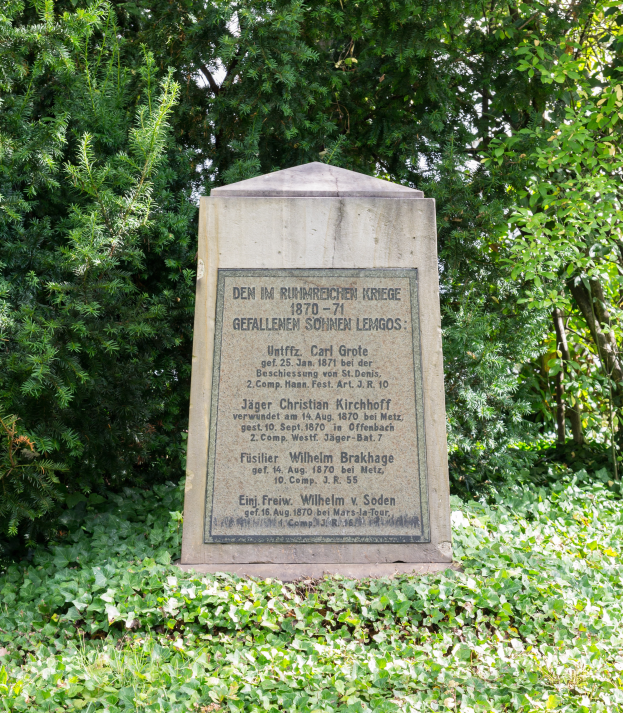 DEN IM RUHMREICHEN KRIEGE
1870-71
GEFALLENEN SÖHNEN LEMGOS:
Untffz. Carl Grote
gef. 25. Jan. 1871 bei der
Beschiessung von St. Denis,
2. Comp. Hann. Fest. Art. J. R. 10
Jäger Christian Kirchhoff
verwundet am 14. Aug. 1870 bei Metz,
gest. 10. Sept. 1870 in Offenbach
2. Comp. Westf. Jäger-Bat. 7
Füsilier Wilhelm Brakhage
gef. 14. Aug. 1870 bei Metz,
10. Comp. J. R. 55
Einj. Freiw. Wilhelm v. Soden
gef. 16. Aug. 1870 bei Mars-la-Tour,
1. Comp. J. R. 16